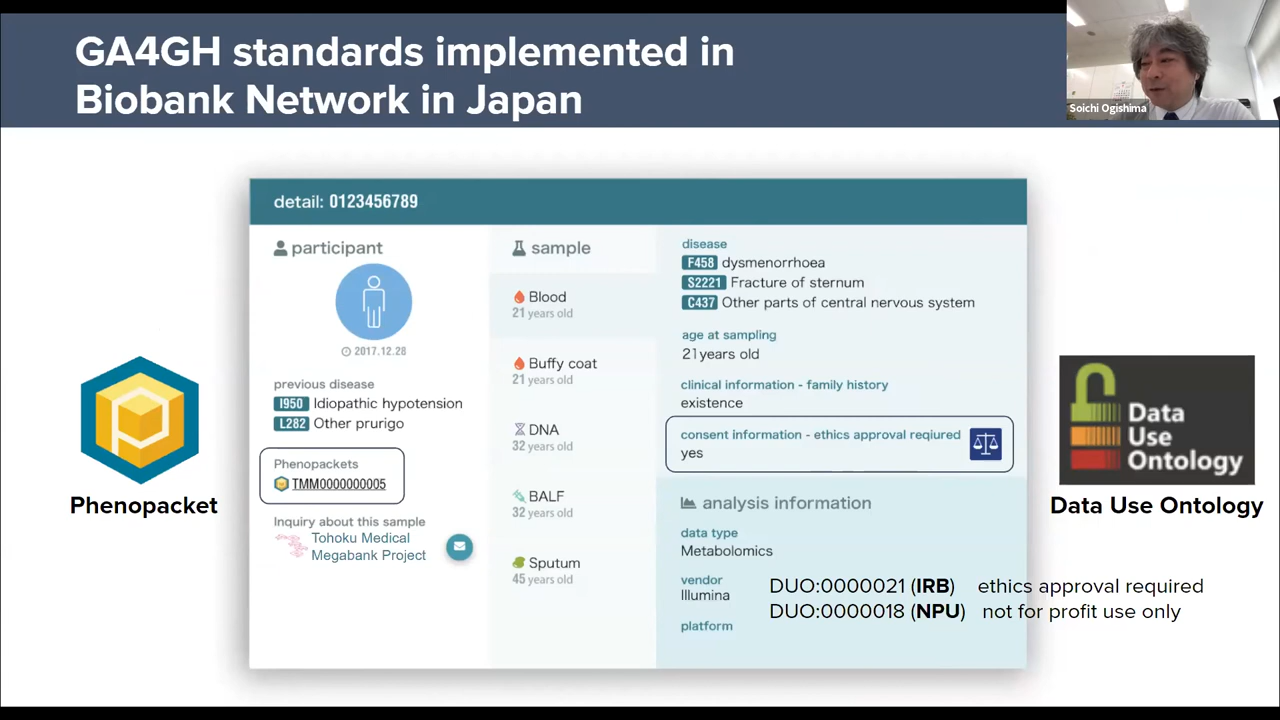 GA4GH standards implemented in
Biobank Network in Japan
Soichi Ogishima
detail: 0123456789
participant
2017.12.28
previous disease
I950 Idiopathic hypotension
L282 Other prurigo
Phenopackets
TMM0000000005
Inquiry about this sample
Tohoku Medical
Megabank Project
sample
Blood
21 years old
Buffy coat
21 years old
DNA
32 years old
BALF
32 years old
Sputum
45 years old
disease
F458 dysmenorrhoea
S2221 Fracture of sternum
C437 Other parts of central nervous system
age at sampling
21years old
clinical information - family history
existence
consent information - ethics approval reqiured
yes
analysis information
data type
Metabolomics
vendor
Illumina
platform
DUO:0000021 (IRB) ethics approval required
DUO:0000018 (NPU) not for profit use only
Phenopacket
Data
Use
Ontology
Data Use Ontology